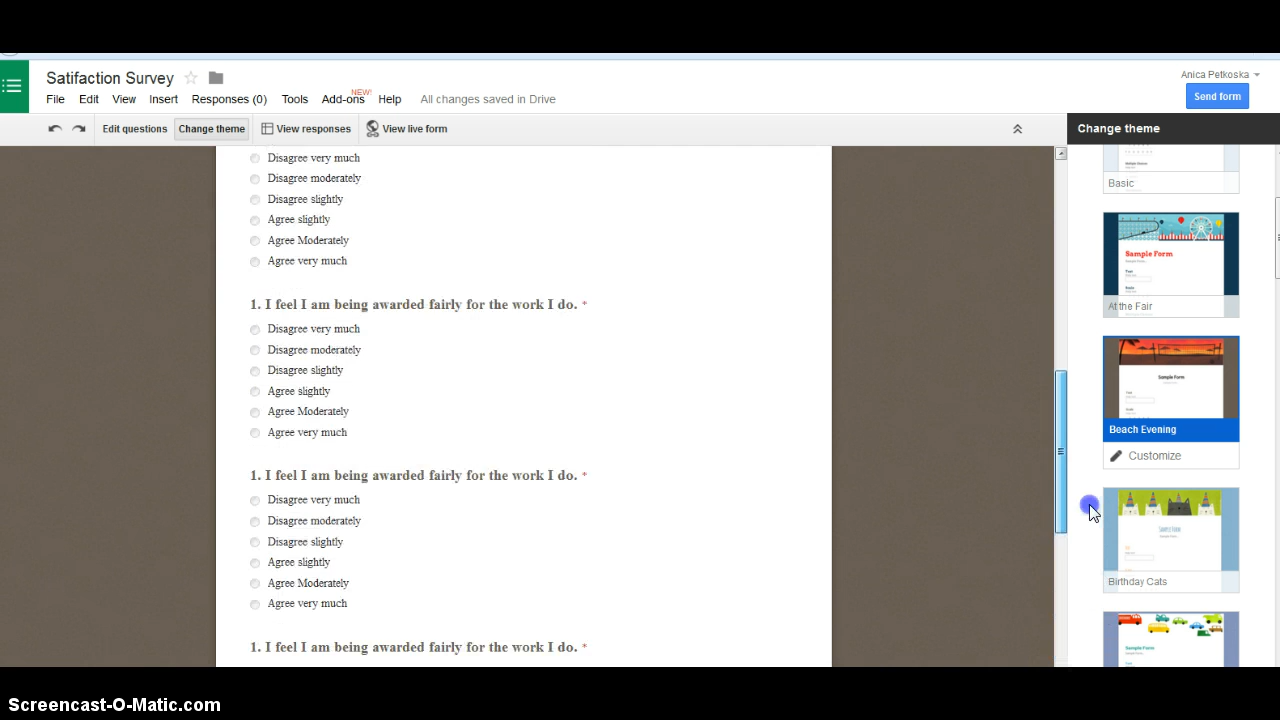 Satifaction Survey
Anica Petkoska
File Edit View Insert Responses (0) Tools Add-ons NEW! Help All changes saved in Drive
Send form
Edit questions Change theme View responses View live form
Change theme
Disagree very much
Disagree moderately
Disagree slightly
Agree slightly
Agree Moderately
Agree very much
1. I feel I am being awarded fairly for the work I do. *
Disagree very much
Disagree moderately
Disagree slightly
Agree slightly
Agree Moderately
Agree very much
1. I feel I am being awarded fairly for the work I do. *
Disagree very much
Disagree moderately
Disagree slightly
Agree slightly
Agree Moderately
Agree very much
1. I feel I am being awarded fairly for the work I do. *
Basic
Sample Form
At the Fair
Sample Form
Beach Evening
Customize
SAMPLE FORM
Birthday Cats
Sample Form
Screencast-O-Matic.com